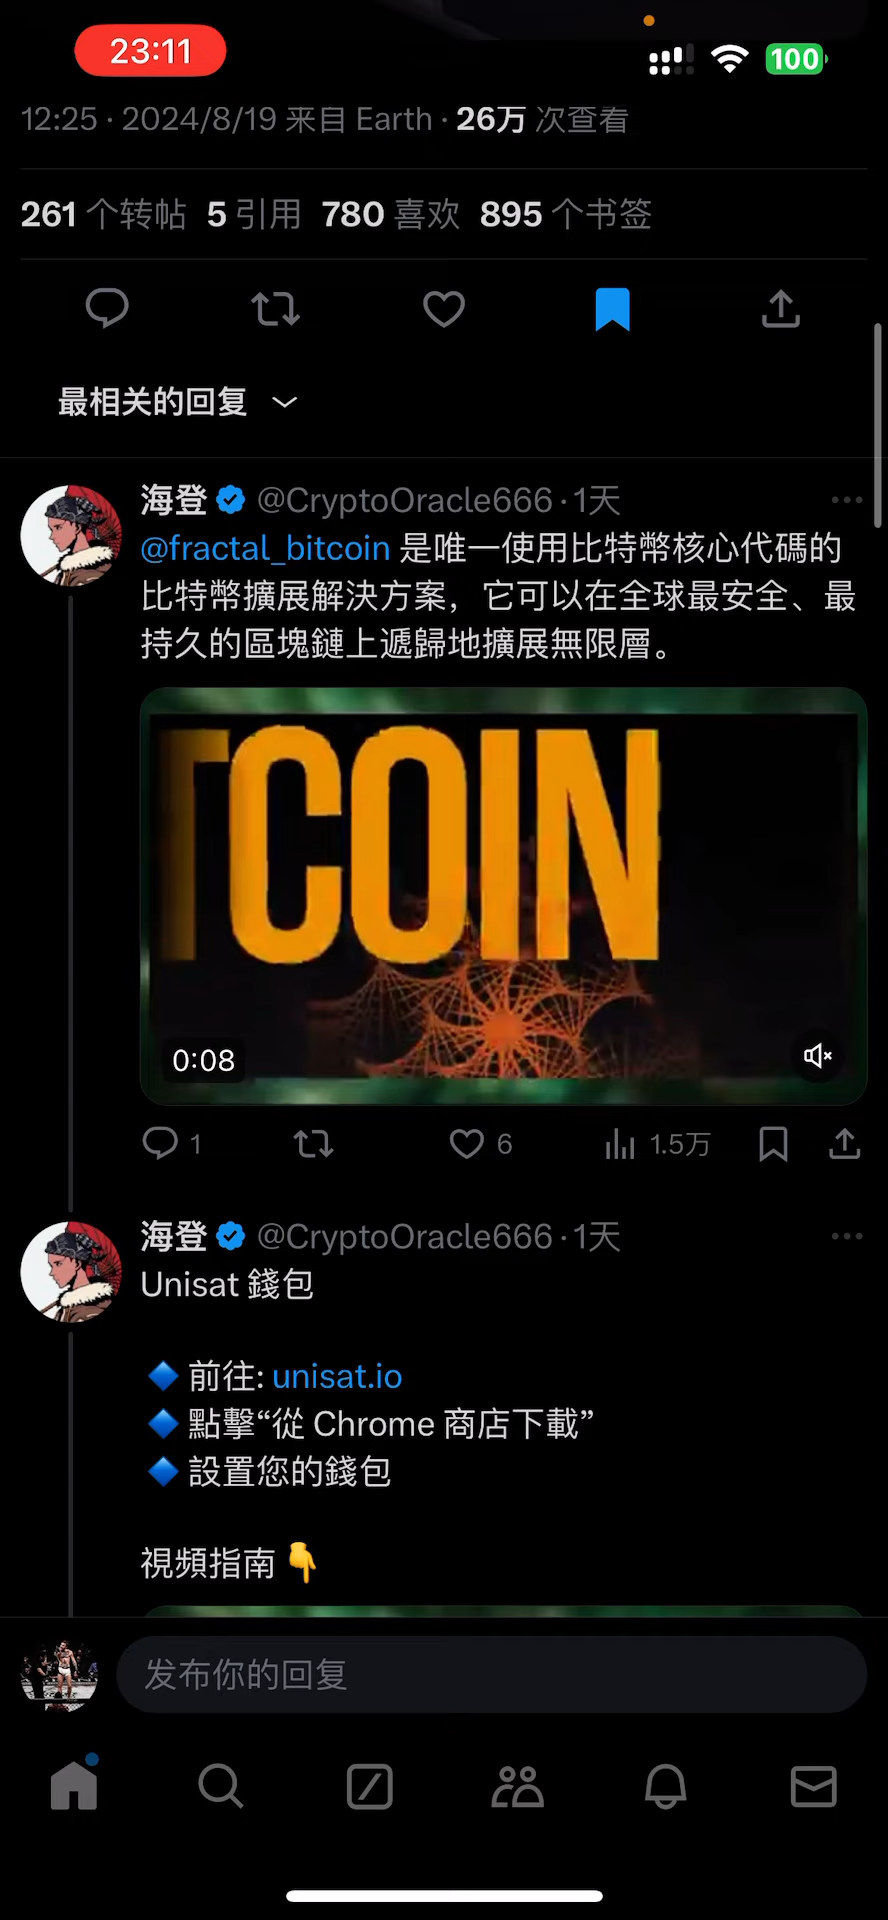 23:11
100
12:25 · 2024/8/19 来自 Earth · 26万 次查看
261 个转帖 5 引用 780 喜欢 895 个书签
最相关的回复
海登 @CryptoOracle666 · 1天
@fractal_bitcoin 是唯一使用比特幣核心代碼的
比特幣擴展解決方案，它可以在全球最安全、最
持久的區塊鏈上遞歸地擴展無限層。
TCOIN
0:08
1 6 1.5万
海登 @CryptoOracle666 · 1天
Unisat 錢包
🔷 前往: unisat.io
🔷 點擊“從 Chrome 商店下載”
🔷 設置您的錢包
視頻指南 👇
发布你的回复